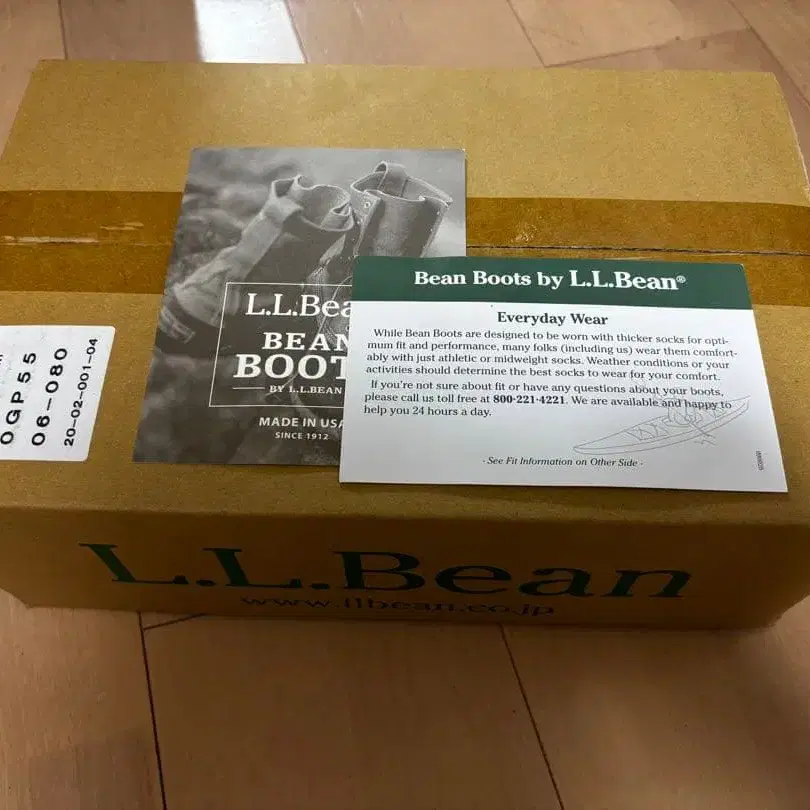 OGP55
06-080
20-02-001-04
L.L.Bea
BEAN
BOOT
BY L.L.BEAN
MADE IN USA
SINCE 1912
Bean Boots by L.L.Bean®
Everyday Wear
While Bean Boots are designed to be worn with thicker socks for opti-
mum fit and performance, many folks (including us) wear them comfort-
ably with just athletic or midweight socks. Weather conditions or your
activities should determine the best socks to wear for your comfort.
If you're not sure about fit or have any questions about your boots,
please call us toll free at 800·221·4221. We are available and happy to
help you 24 hours a day.
- See Fit Information on Other Side -
L.L.Bean
www.llbean.co.jp